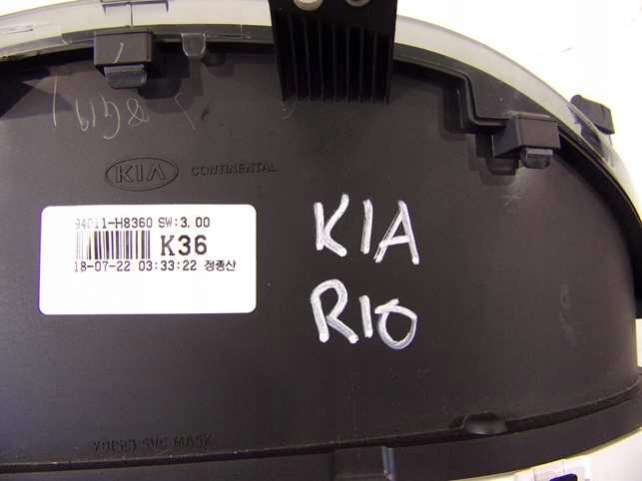 KIA CONTINENTAL
94011-H8360 SW:3.00
K36
18-07-22 03:33:22 정종산
KIA
RIO